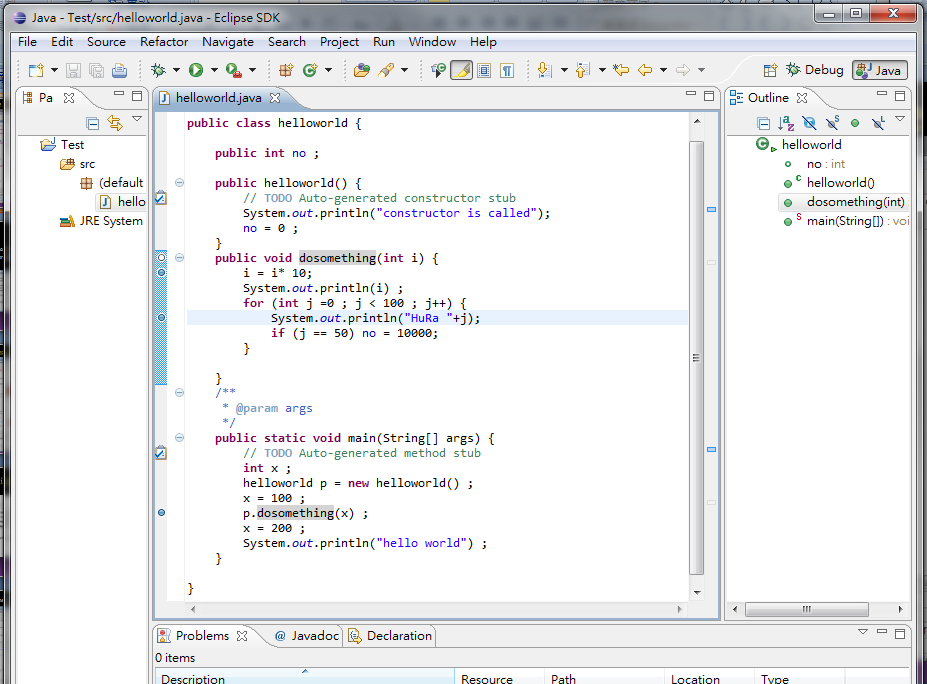 Java - Test/src/helloworld.java - Eclipse SDK
File Edit Source Refactor Navigate Search Project Run Window Help
Debug Java
Pa
helloworld.java
Outline
Test
src
(default
hello
JRE System
public class helloworld {
public int no ;
public helloworld() {
// TODO Auto-generated constructor stub
System.out.println("constructor is called");
no = 0 ;
}
public void dosomething(int i) {
i = i* 10;
System.out.println(i) ;
for (int j =0 ; j < 100 ; j++) {
System.out.println("HuRa "+j);
if (j == 50) no = 10000;
}
}
/**
* @param args
*/
public static void main(String[] args) {
// TODO Auto-generated method stub
int x ;
helloworld p = new helloworld() ;
x = 100 ;
p.dosomething(x) ;
x = 200 ;
System.out.println("hello world") ;
}
}
helloworld
no : int
helloworld()
dosomething(int)
main(String[]) : voi
Problems Javadoc Declaration
0 items
Description Resource Path Location Type